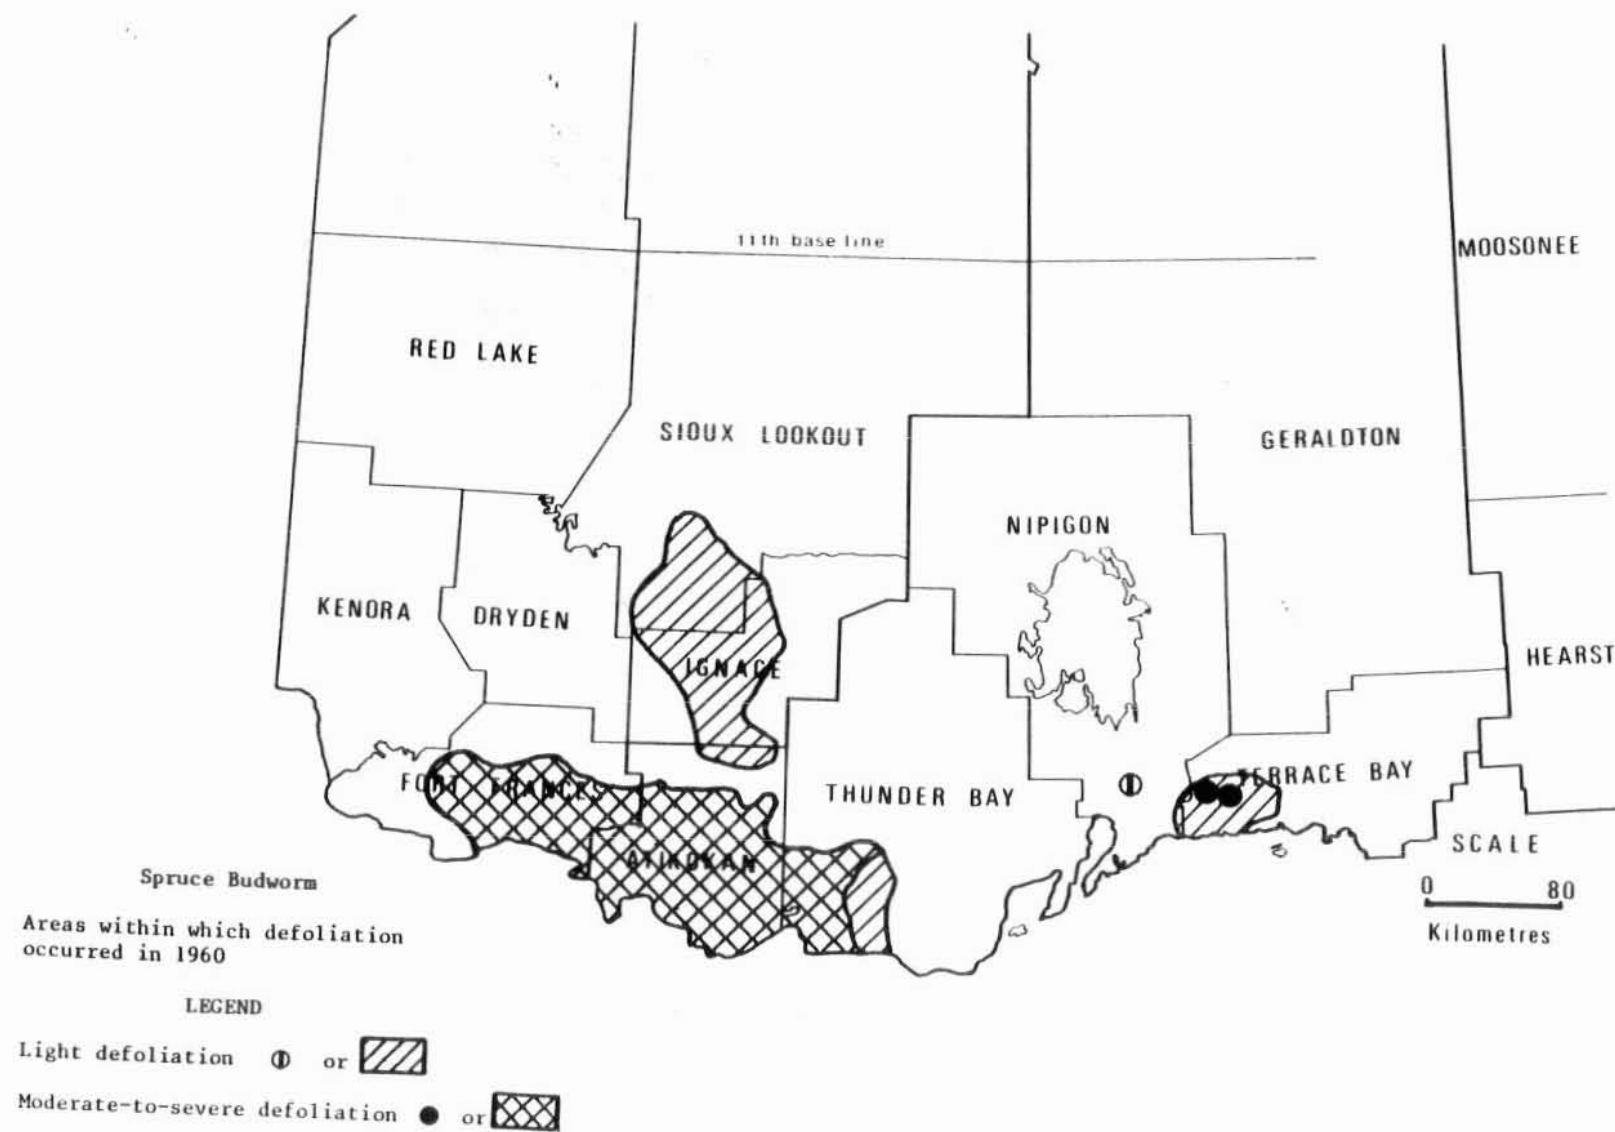 11th base line
MOOSONEE
RED LAKE
SIOUX LOOKOUT
GERALDTON
NIPIGON
KENORA
DRYDEN
HEARST
IGNACE
FORT FRANCES
THUNDER BAY
TERRACE BAY
ATIKOKAN
SCALE
0 80
Kilometres
Spruce Budworm
Areas within which defoliation
occurred in 1960
LEGEND
Light defoliation or
Moderate-to-severe defoliation or